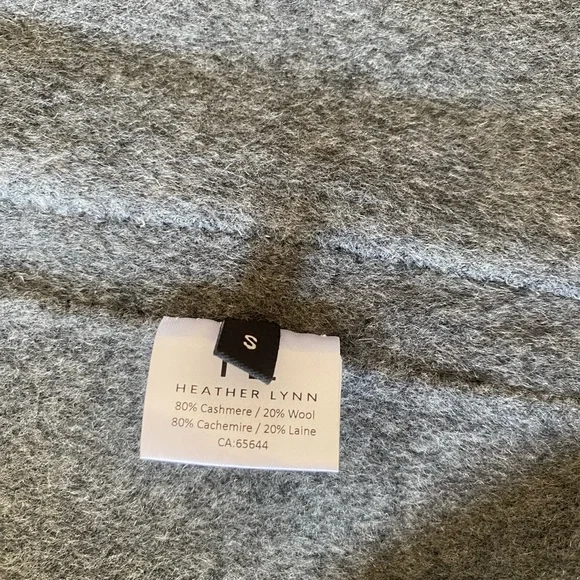 S
HEATHER LYNN
80% Cashmere / 20% Wool
80% Cachemire / 20% Laine
CA:65644